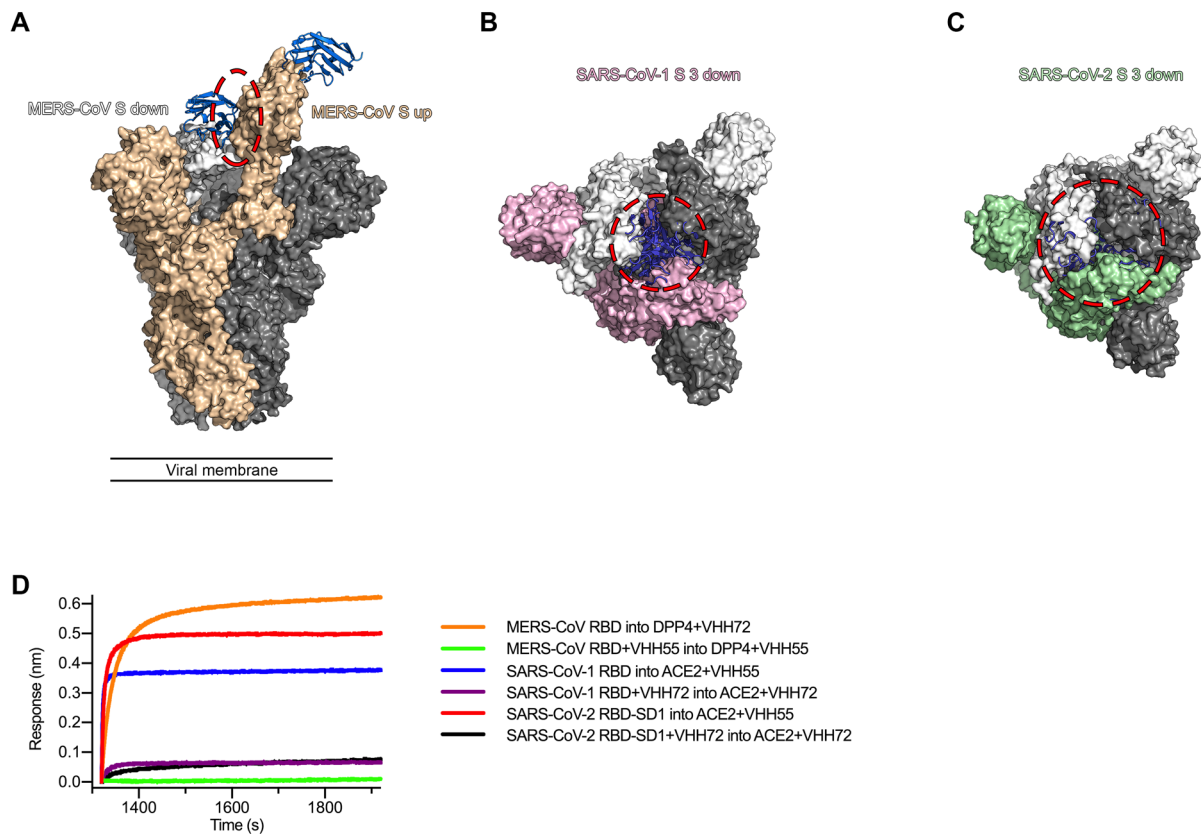 A
B
C
MERS-CoV S down
MERS-CoV S up
SARS-CoV-1 S 3 down
SARS-CoV-2 S 3 down
Viral membrane
D
Response (nm)
0.6
0.5
0.4
0.3
0.2
0.1
0.0
1400
1600
1800
Time (s)
MERS-CoV RBD into DPP4+VHH72
MERS-CoV RBD+VHH55 into DPP4+VHH55
SARS-CoV-1 RBD into ACE2+VHH55
SARS-CoV-1 RBD+VHH72 into ACE2+VHH72
SARS-CoV-2 RBD-SD1 into ACE2+VHH55
SARS-CoV-2 RBD-SD1+VHH72 into ACE2+VHH72